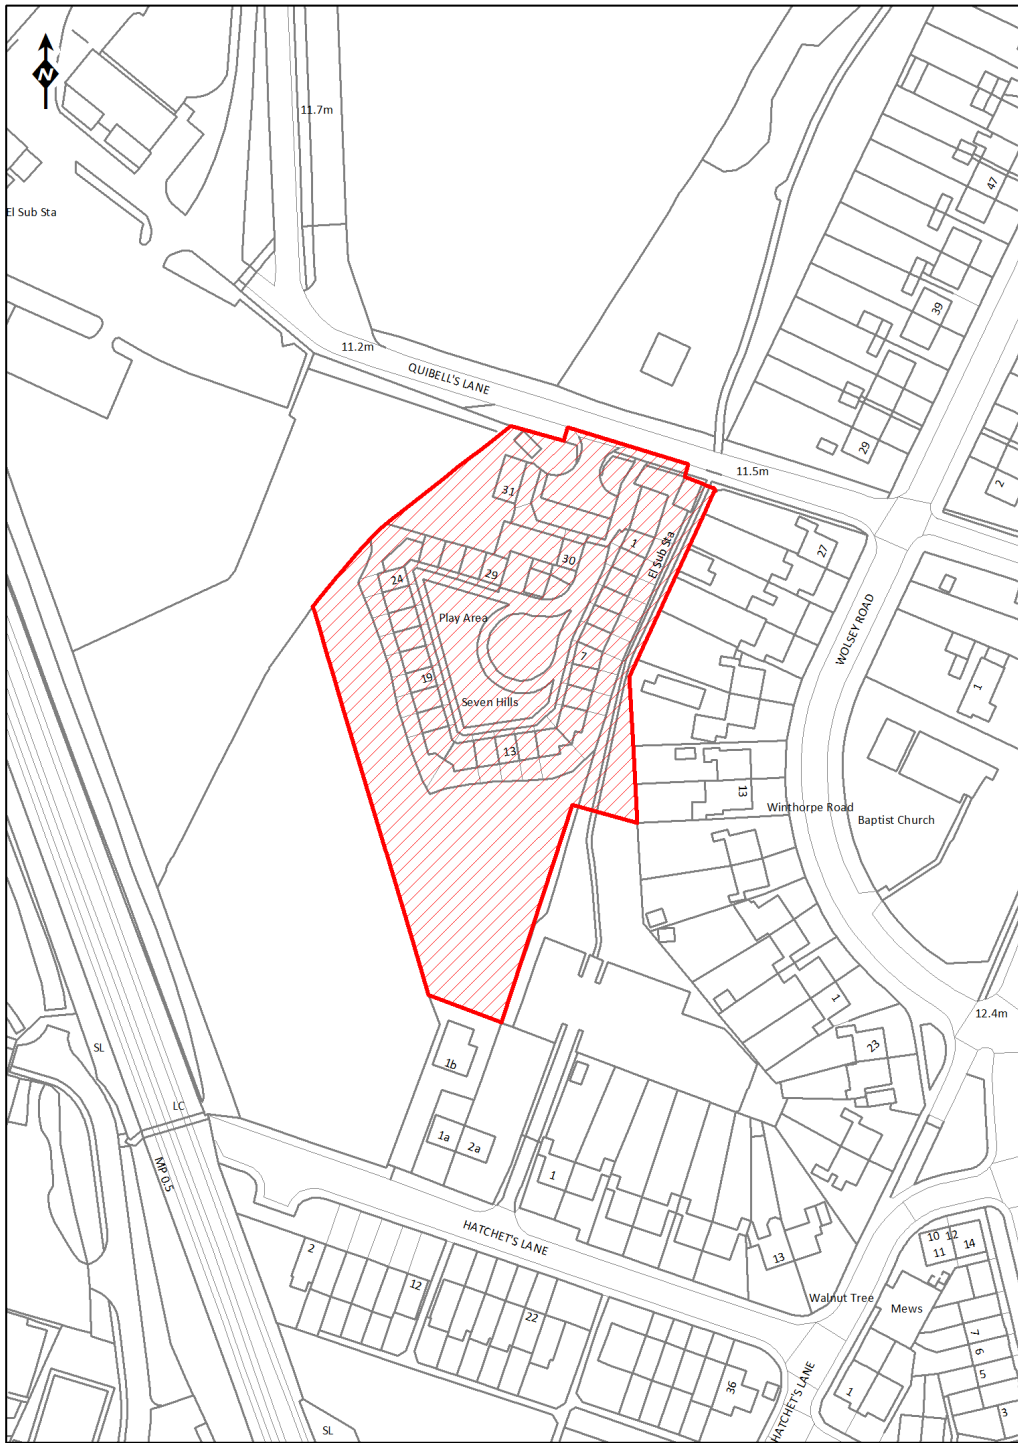 N
11.7m
47
El Sub Sta
39
11.2m
QUIBELL'S LANE
29
11.5m
2
31
1
El Sub Sta
27
30
29
24
Play Area
WOLSEY ROAD
7
19
1
Seven Hills
13
13
Winthorpe Road
Baptist Church
1
12.4m
23
SL
1b
LC
1a
2a
MP 0.5
1
HATCHET'S LANE
2
13
10
12
11
14
12
22
Walnut Tree
Mews
7
6
5
36
1
3
HATCHET'S LANE
SL